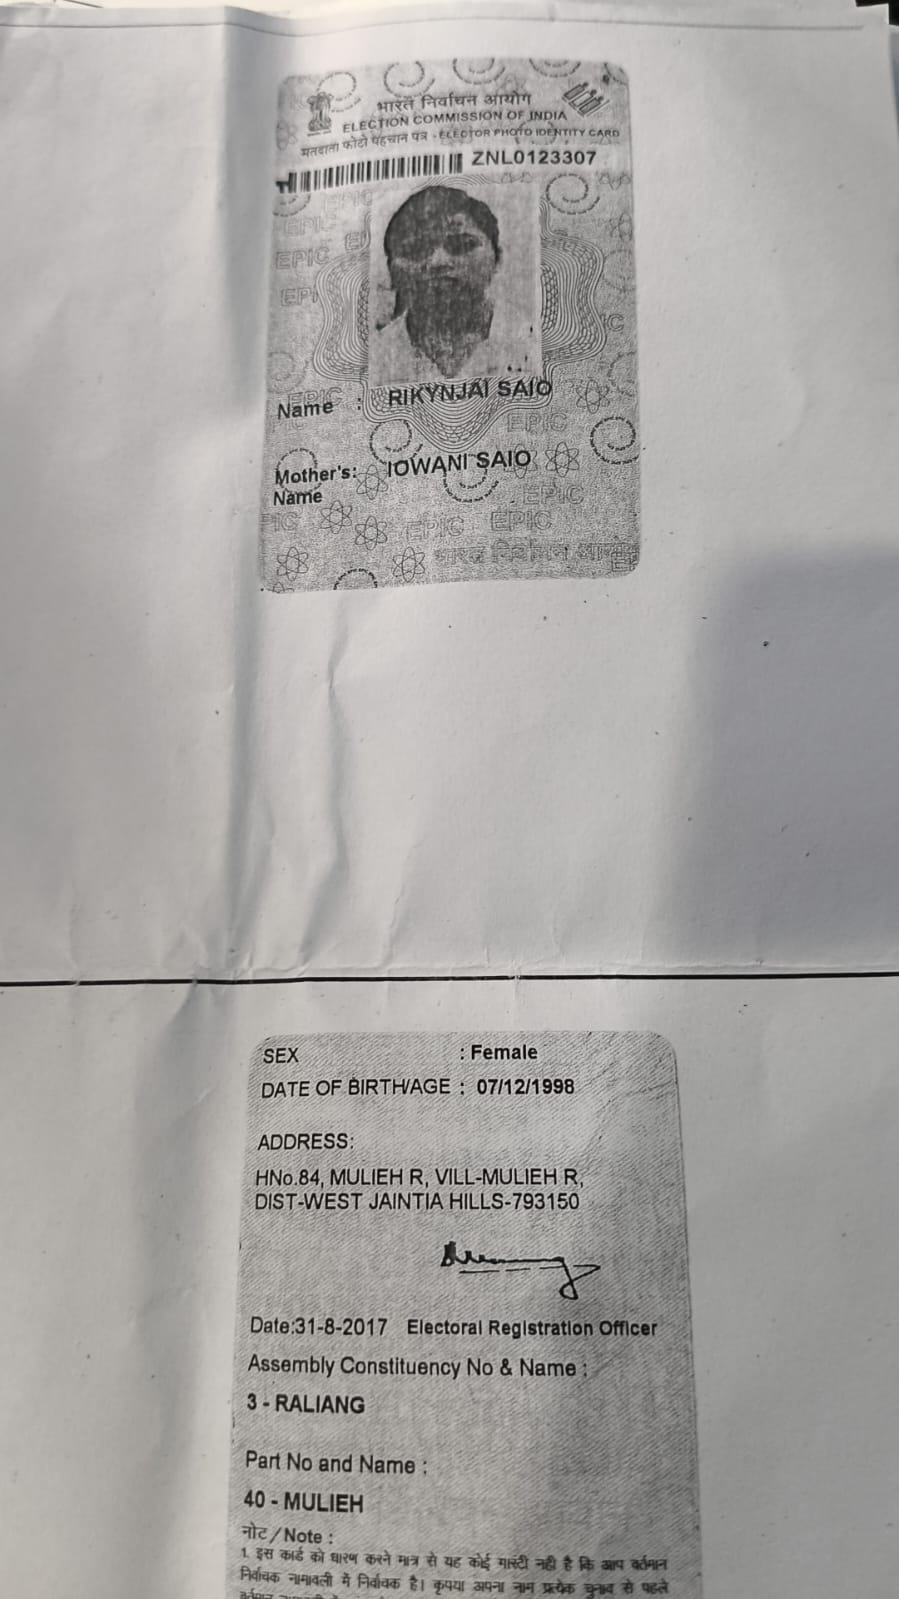 भारत निर्वाचन आयोग
ELECTION COMMISSION OF INDIA
मतदाता फोटो पहचान पत्र - ELECTOR PHOTO IDENTITY CARD
ZNL0123307
Name : RIKYNJAI SAIO
Mother's: IOWANI SAIO
Name
SEX : Female
DATE OF BIRTH/AGE : 07/12/1998
ADDRESS:
HNo.84, MULIEH R, VILL-MULIEH R,
DIST-WEST JAINTIA HILLS-793150
Date:31-8-2017 Electoral Registration Officer
Assembly Constituency No & Name :
3 - RALIANG
Part No and Name :
40 - MULIEH
नोट / Note :
1. इस कार्ड को धारण करने मात्र से यह कोई गारंटी नही है कि आप वर्तमान
निर्वाचक नामावली में निर्वाचक है। कृपया अपना नाम प्रत्येक चुनाव से पहले